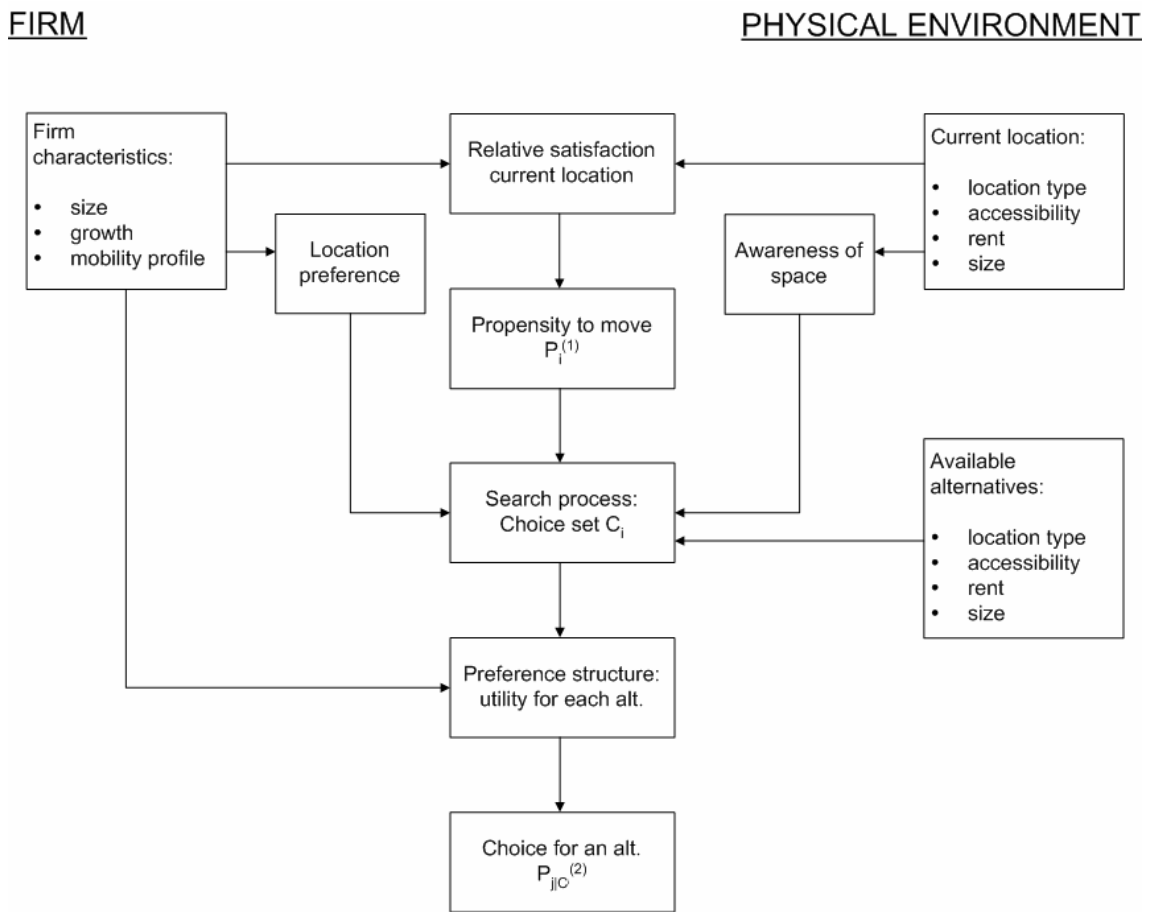 FIRM
PHYSICAL ENVIRONMENT
Firm
characteristics:
• size
• growth
• mobility profile
Relative satisfaction
current location
Current location:
• location type
• accessibility
• rent
• size
Location
preference
Awareness of
space
Propensity to move
Pi(1)
Search process:
Choice set Ci
Available
alternatives:
• location type
• accessibility
• rent
• size
Preference structure:
utility for each alt.
Choice for an alt.
Pj|C(2)